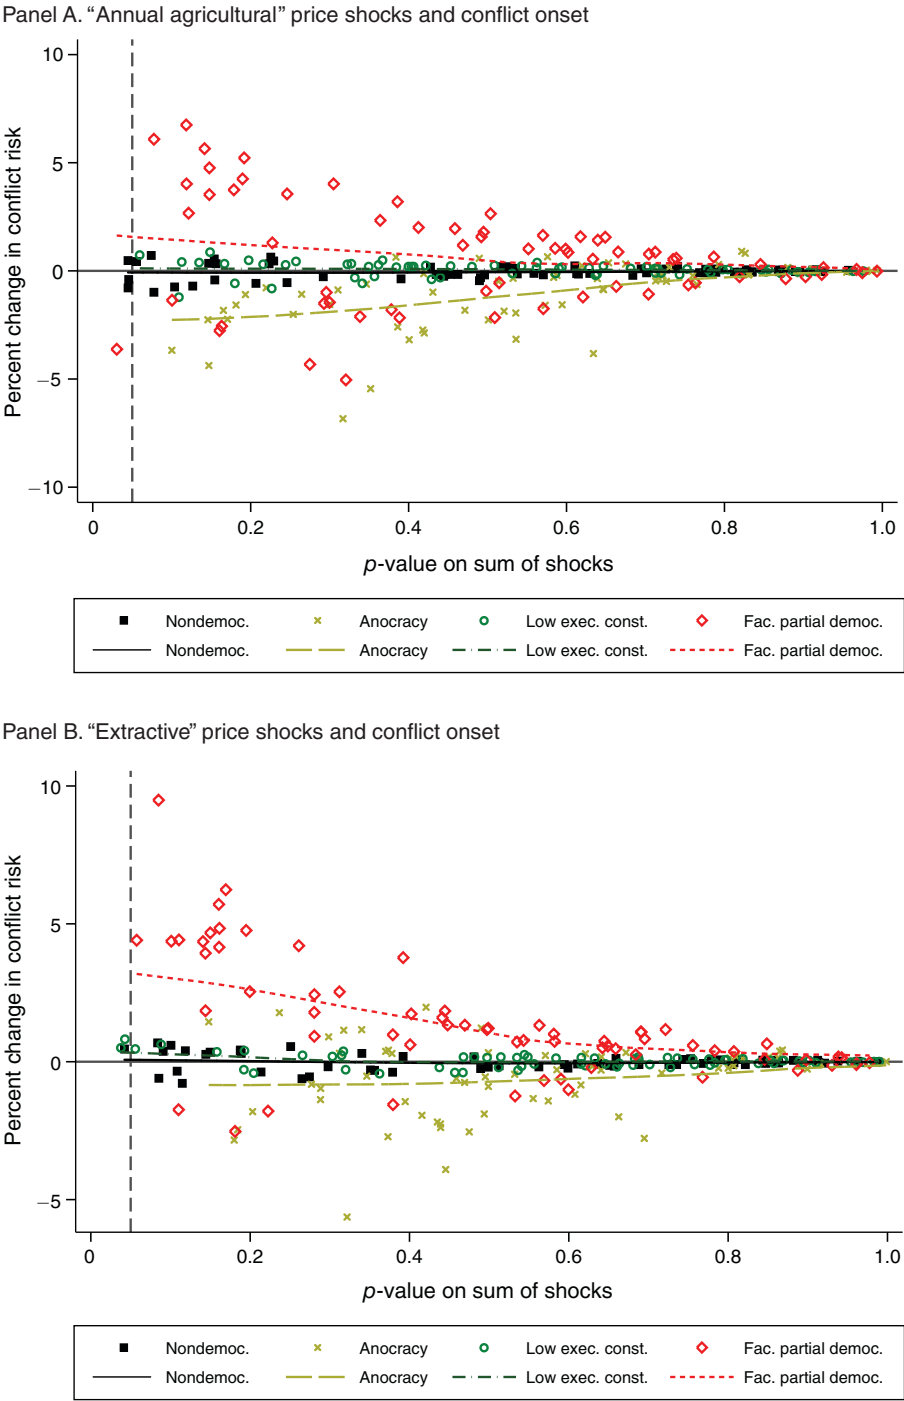 Panel A. “Annual agricultural” price shocks and conflict onset
10
5
0
−5
−10
Percent change in conflict risk
0 0.2 0.4 0.6 0.8 1.0
p-value on sum of shocks
Nondemoc. Anocracy Low exec. const. Fac. partial democ.
Nondemoc. Anocracy Low exec. const. Fac. partial democ.
Panel B. “Extractive” price shocks and conflict onset
10
5
0
−5
Percent change in conflict risk
0 0.2 0.4 0.6 0.8 1.0
p-value on sum of shocks
Nondemoc. Anocracy Low exec. const. Fac. partial democ.
Nondemoc. Anocracy Low exec. const. Fac. partial democ.